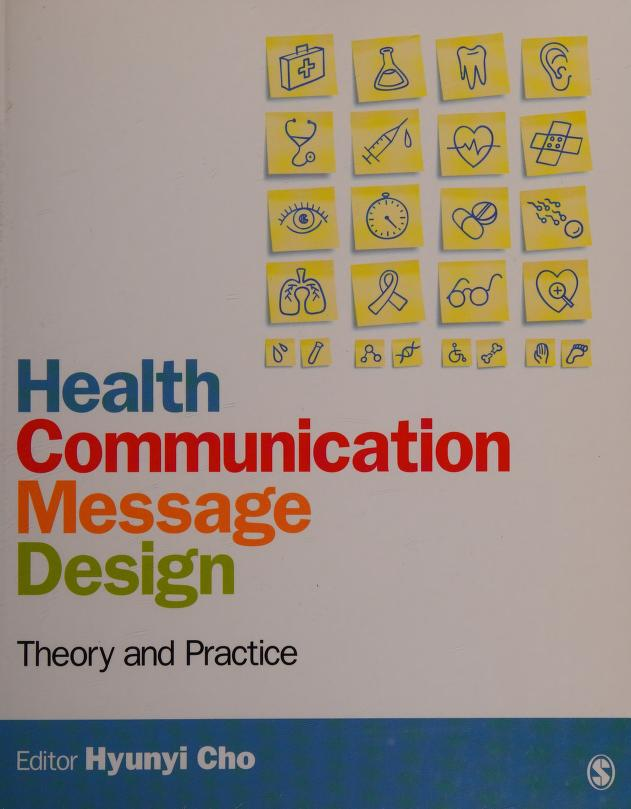 Health
Communication
Message
Design
Theory and Practice
Editor Hyunyi Cho